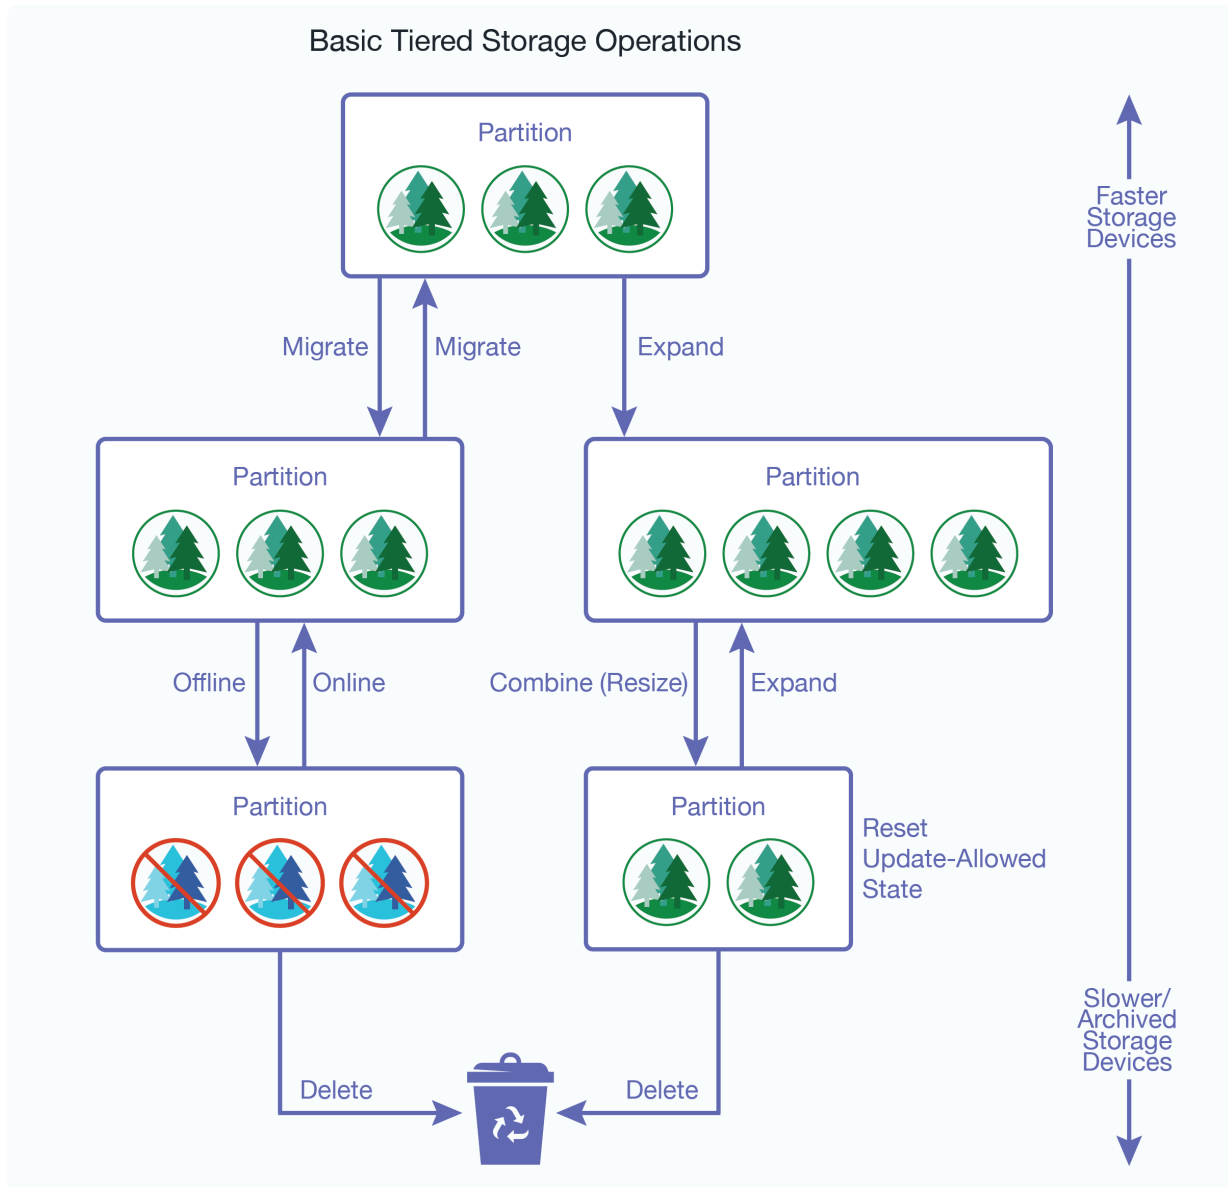 Basic Tiered Storage Operations
Partition
Faster
Storage
Devices
Migrate
Migrate
Expand
Partition
Partition
Offline
Online
Combine (Resize)
Expand
Partition
Partition
Reset
Update-Allowed
State
Slower/
Archived
Storage
Devices
Delete
Delete